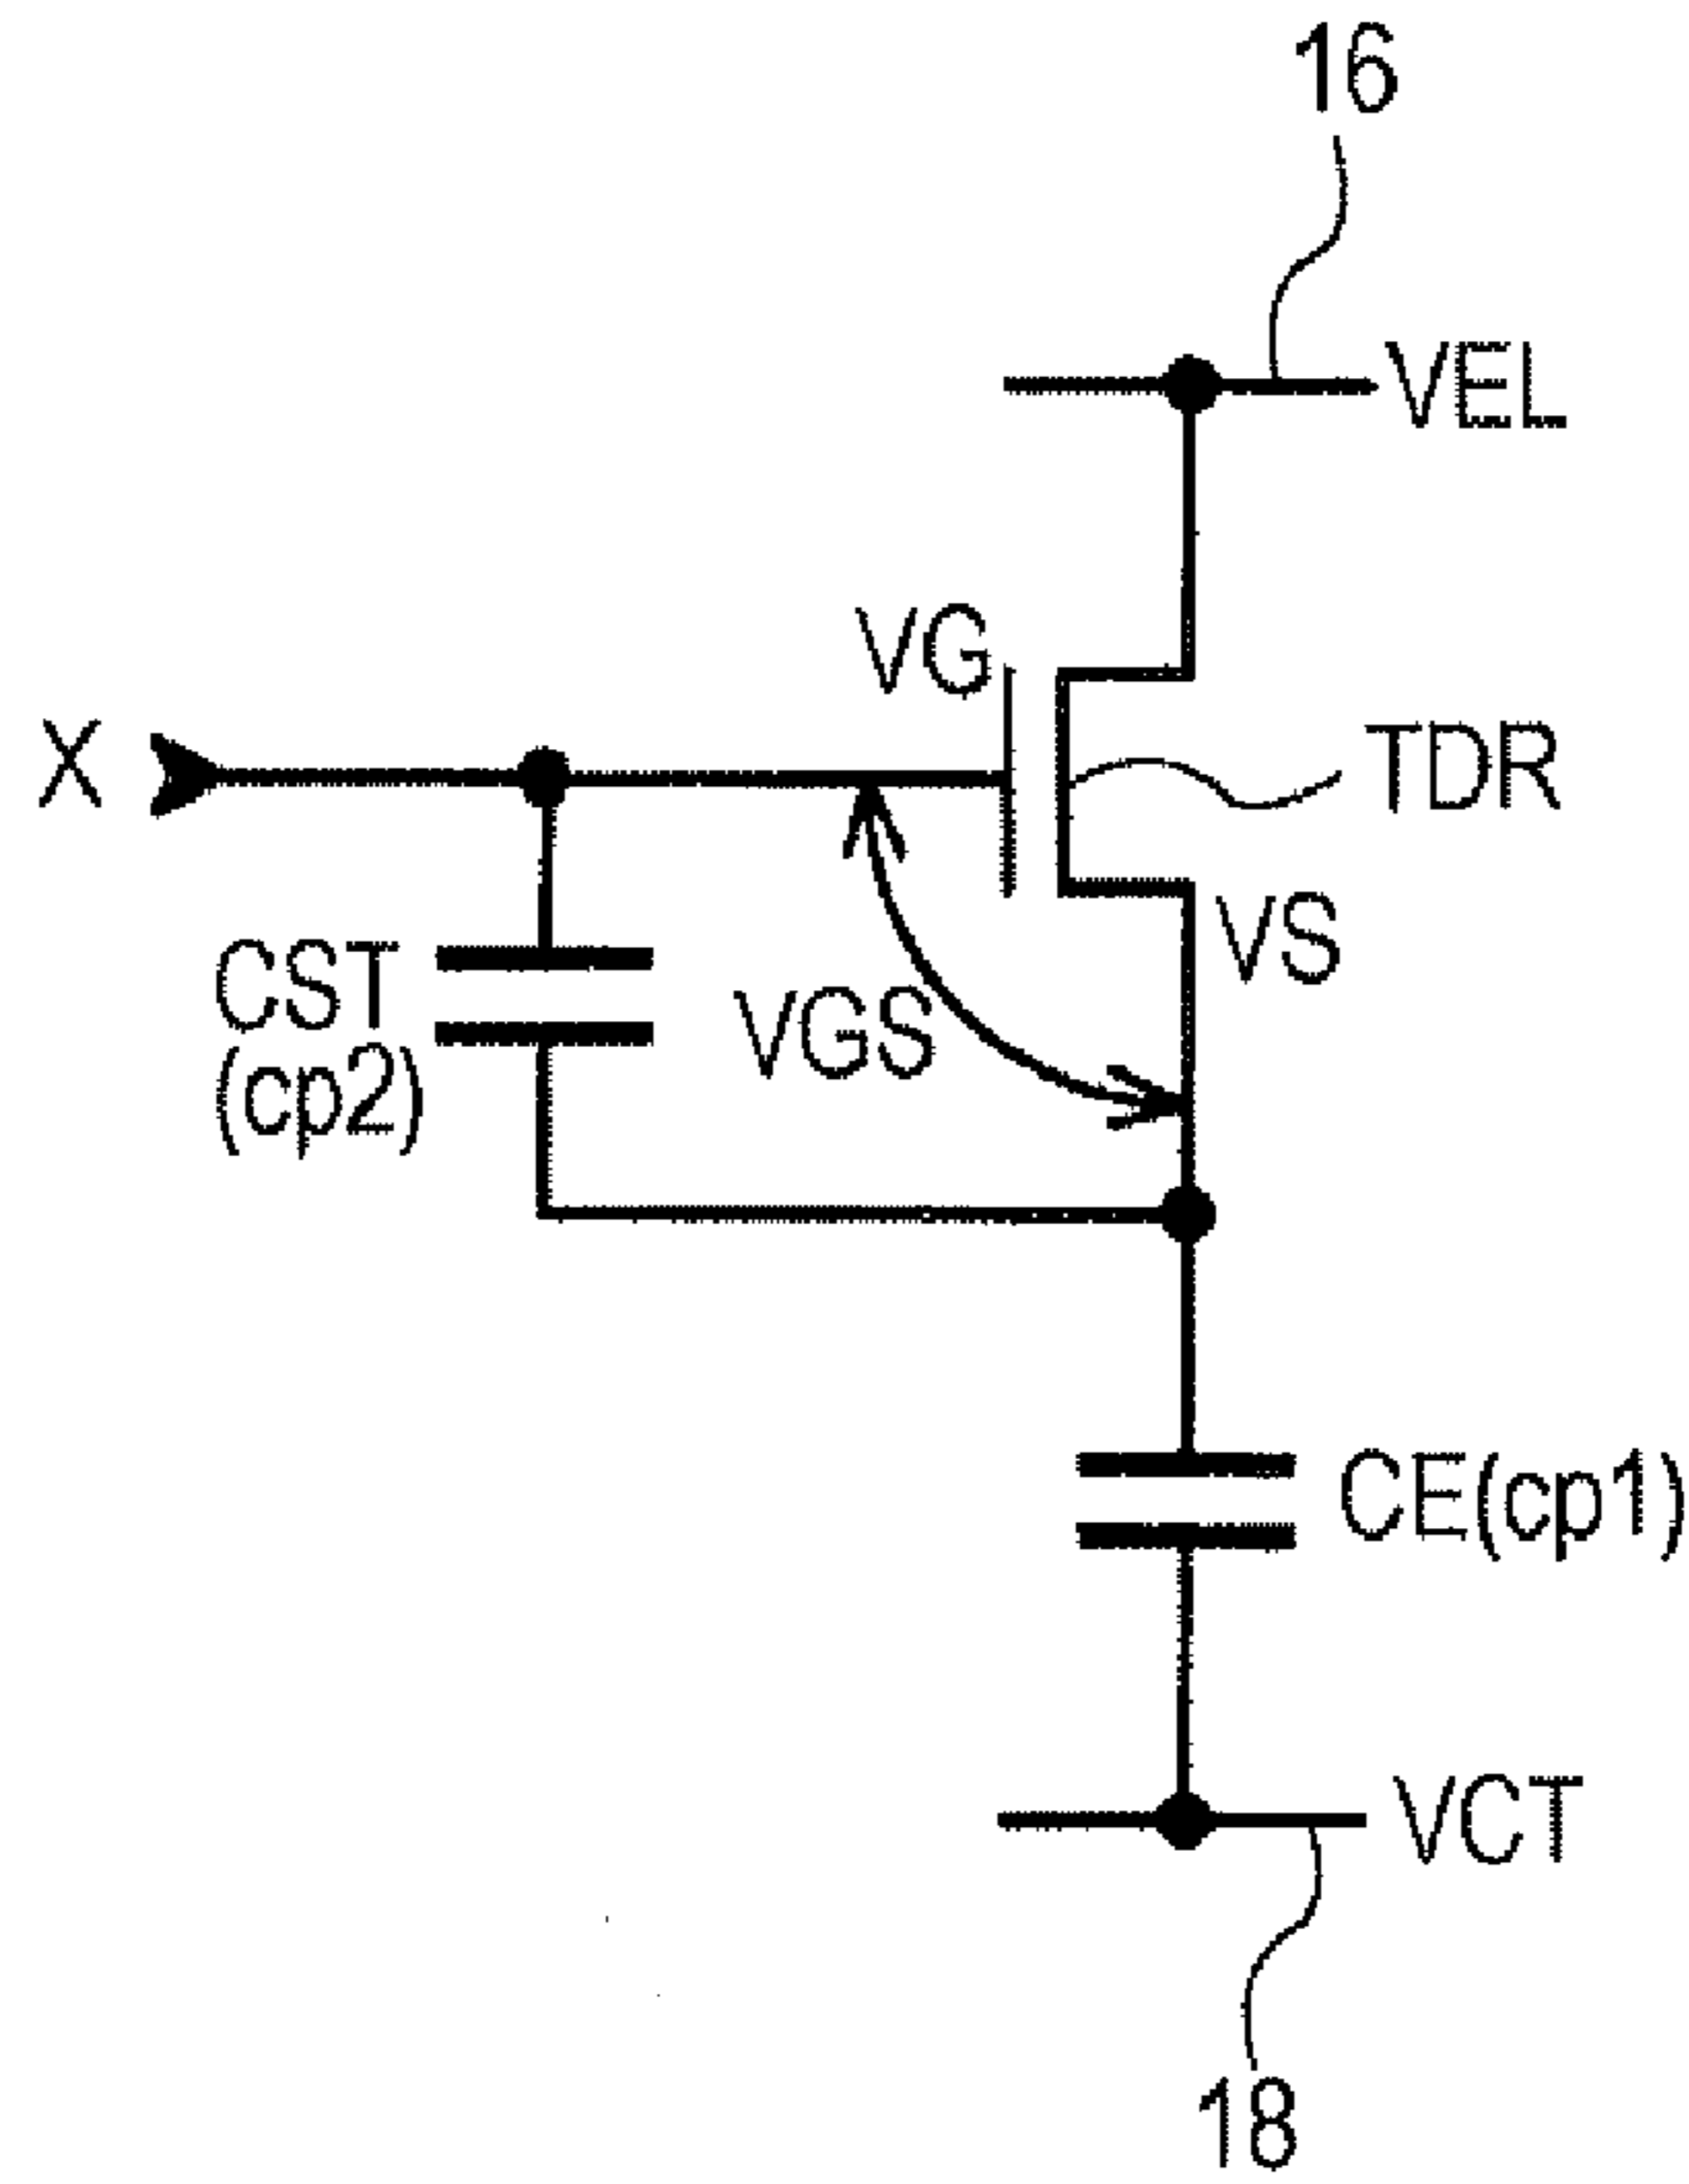 16
VEL
VG
X
TDR
VS
CST
(cp2)
VGS
CE(cp1)
VCT
18